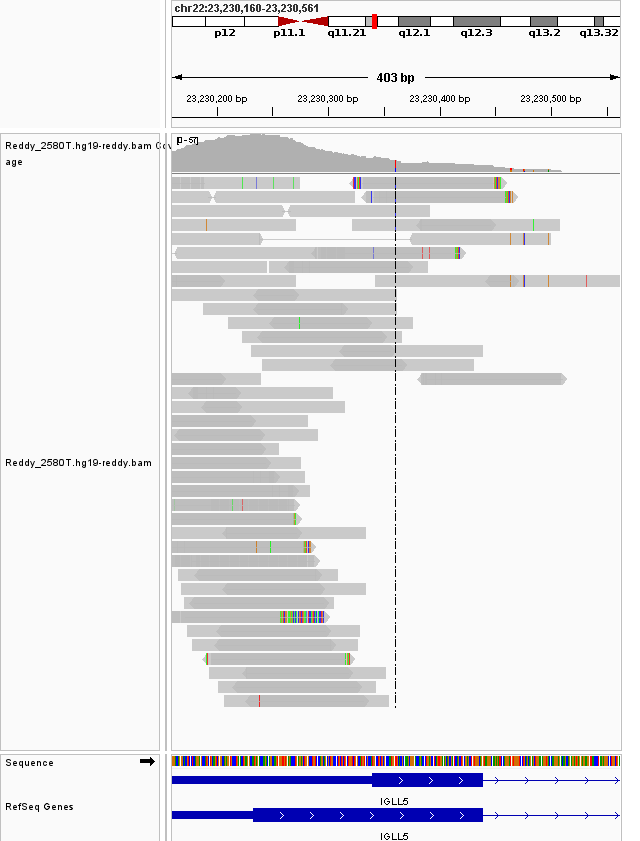 chr22:23,230,160-23,230,561
p12 p11.1 q11.21 q12.1 q12.3 q13.2 q13.32
403 bp
23,230,200 bp 23,230,300 bp 23,230,400 bp 23,230,500 bp
Reddy_2580T.hg19-reddy.bam Cov
age
[0-57]
Reddy_2580T.hg19-reddy.bam
Sequence
IGLL5
RefSeq Genes
IGLL5